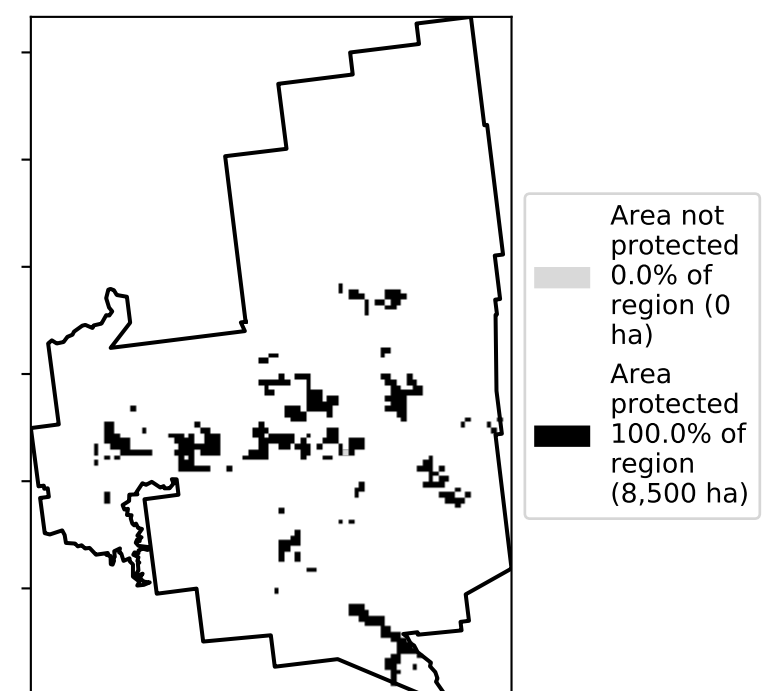 Area not
protected
0.0% of
region (0
ha)
Area
protected
100.0% of
region
(8,500 ha)